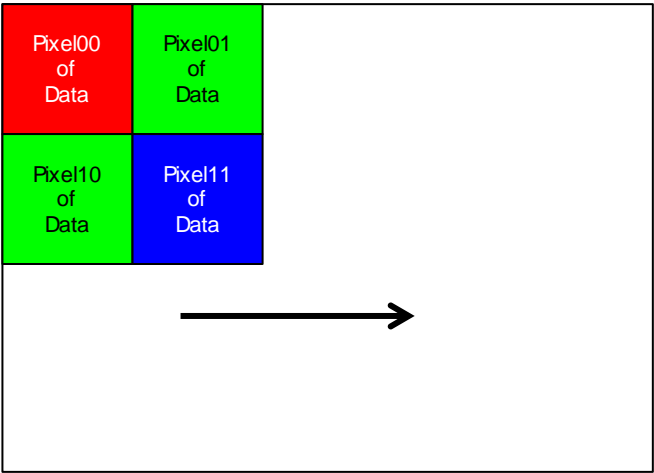 Pixel00
of
Data
Pixel01
of
Data
Pixel10
of
Data
Pixel11
of
Data